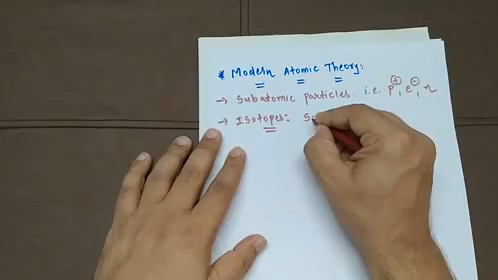 * Modern Atomic Theory:
→ Subatomic particles. i.e. p⊕, e⊖, n
→ Isotopes: S